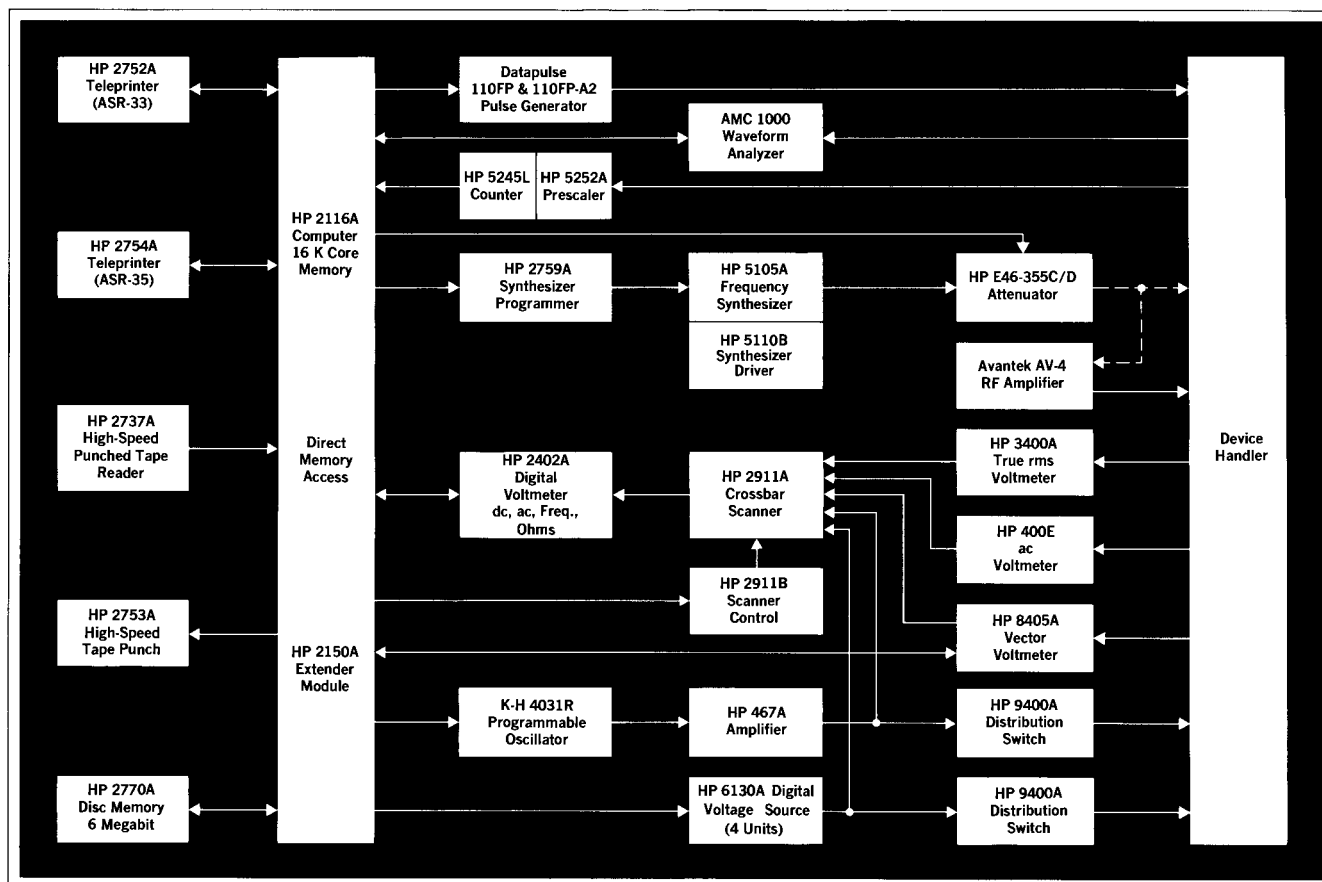 HP 2752A
Teleprinter
(ASR-33)
HP 2754A
Teleprinter
(ASR-35)
HP 2737A
High-Speed
Punched Tape
Reader
HP 2753A
High-Speed
Tape Punch
HP 2770A
Disc Memory
6 Megabit
HP 2116A
Computer
16 K Core
Memory
Direct
Memory
Access
HP 2150A
Extender
Module
Datapulse
110FP & 110FP-A2
Pulse Generator
AMC 1000
Waveform
Analyzer
HP 5245L
Counter
HP 5252A
Prescaler
HP 2759A
Synthesizer
Programmer
HP 5105A
Frequency
Synthesizer
HP 5110B
Synthesizer
Driver
HP E46-355C/D
Attenuator
Avantek AV-4
RF Amplifier
HP 2402A
Digital
Voltmeter
dc, ac, Freq.,
Ohms
HP 2911A
Crossbar
Scanner
HP 2911B
Scanner
Control
HP 3400A
True rms
Voltmeter
HP 400E
ac
Voltmeter
HP 8405A
Vector
Voltmeter
K-H 4031R
Programmable
Oscillator
HP 467A
Amplifier
HP 9400A
Distribution
Switch
HP 6130A Digital
Voltage Source
(4 Units)
HP 9400A
Distribution
Switch
Device
Handler